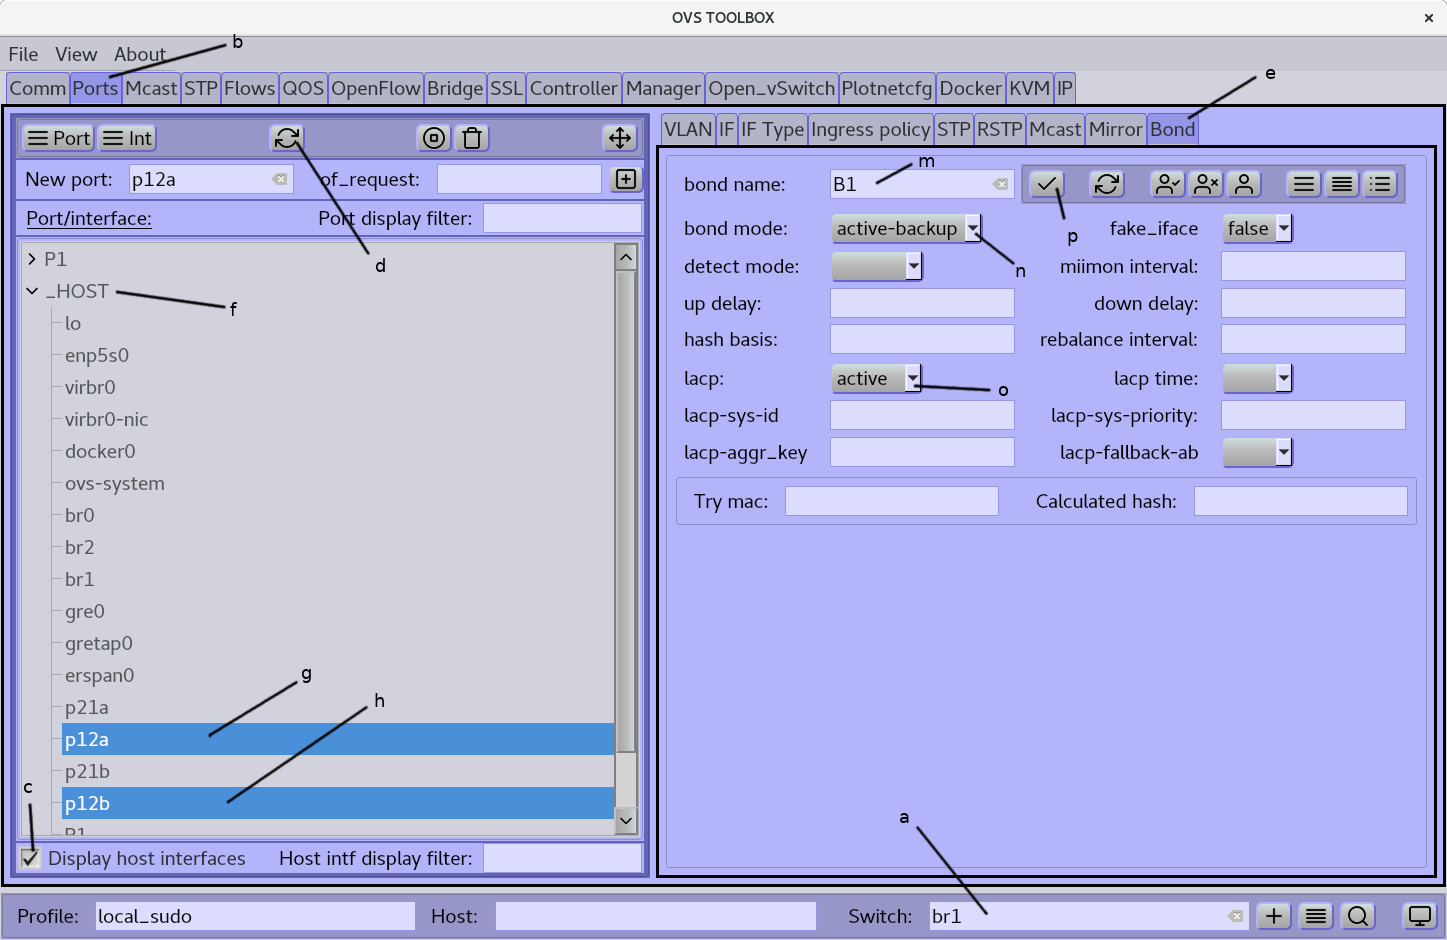 OVS TOOLBOX ×
File View About b
Comm Ports Mcast STP Flows QOS OpenFlow Bridge SSL Controller Manager Open_vSwitch Plotnetcfg Docker KVM IP
e
Port Int
New port: p12a of_request:
Port/interface: Port display filter:
d
P1
_HOST
f
lo
enp5s0
virbr0
virbr0-nic
docker0
ovs-system
br0
br2
br1
gre0
gretap0
erspan0
g
h
p21a
p12a
p21b
p12b
c
P1
Display host interfaces Host intf display filter:
VLAN IF IF Type Ingress policy STP RSTP Mcast Mirror Bond
m
bond name: B1
p
bond mode: active-backup fake_iface false
n
detect mode: miimon interval:
up delay: down delay:
hash basis: rebalance interval:
lacp: active o lacp time:
lacp-sys-id lacp-sys-priority:
lacp-aggr_key lacp-fallback-ab
Try mac: Calculated hash:
a
Profile: local_sudo Host: Switch: br1